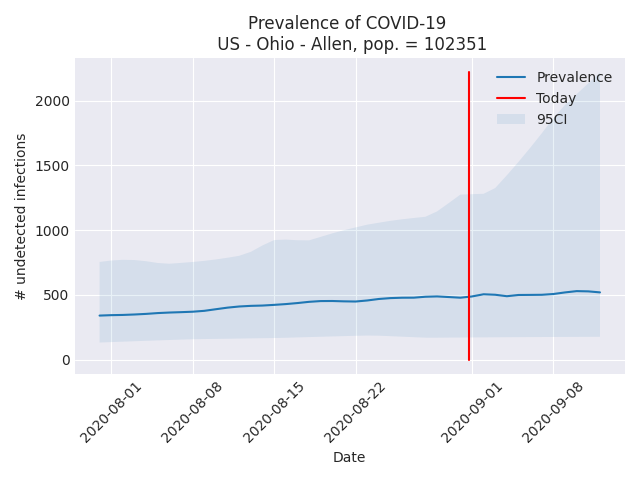 Prevalence of COVID-19
US - Ohio - Allen, pop. = 102351
Prevalence
Today
95CI
# undetected infections
2000
1500
1000
500
0
2020-08-01
2020-08-08
2020-08-15
2020-08-22
2020-09-01
2020-09-08
Date